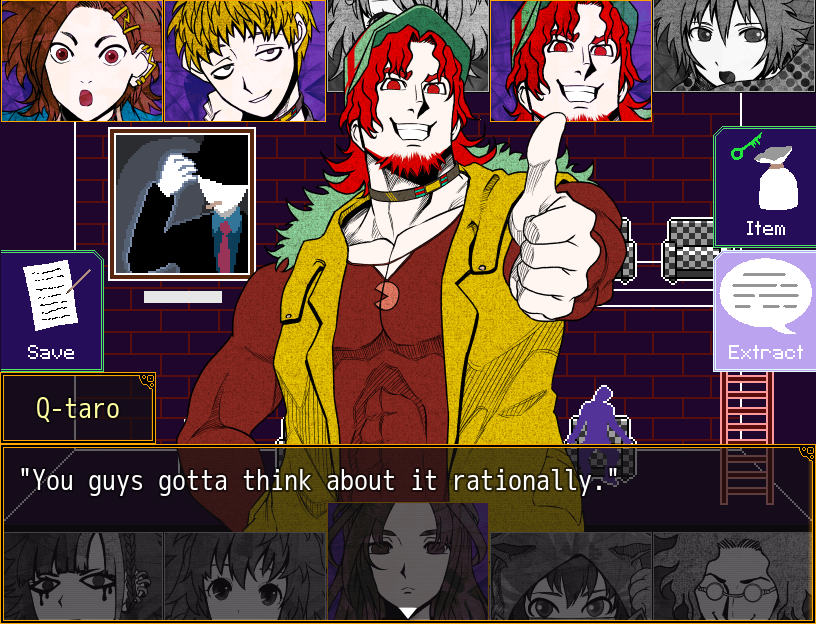 Item
Save
Extract
Q-taro
"You guys gotta think about it rationally."